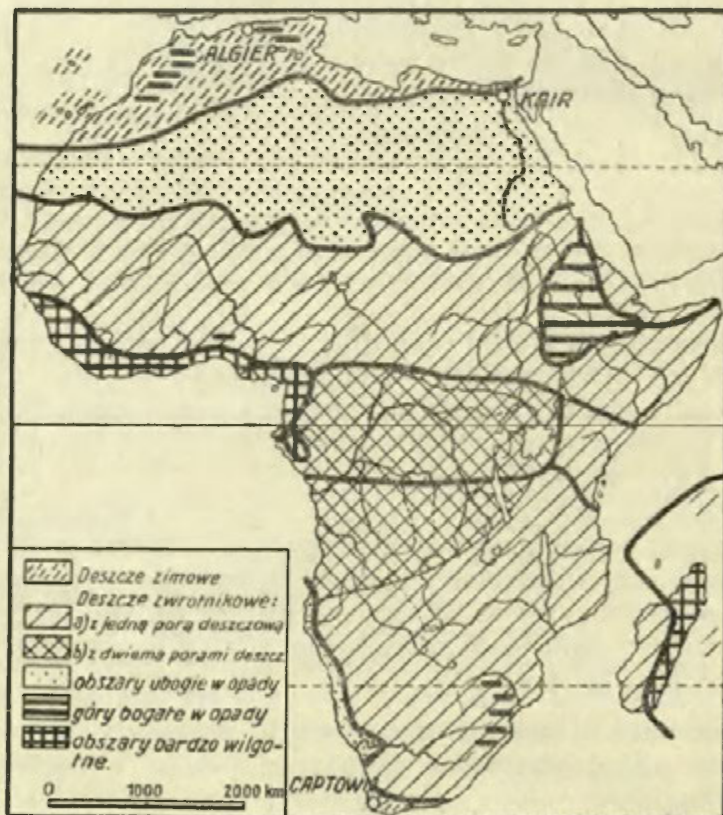 ALGIER
KAIR
Deszcze zimowe
Deszcze zwrotnikowe:
a) z jedną porą deszczową
b) z dwiema porami deszcz.
obszary ubogie w opady
góry bogate w opady
obszary bardzo wilgo-
tne.
0 1000 2000 km
CAPTOWN